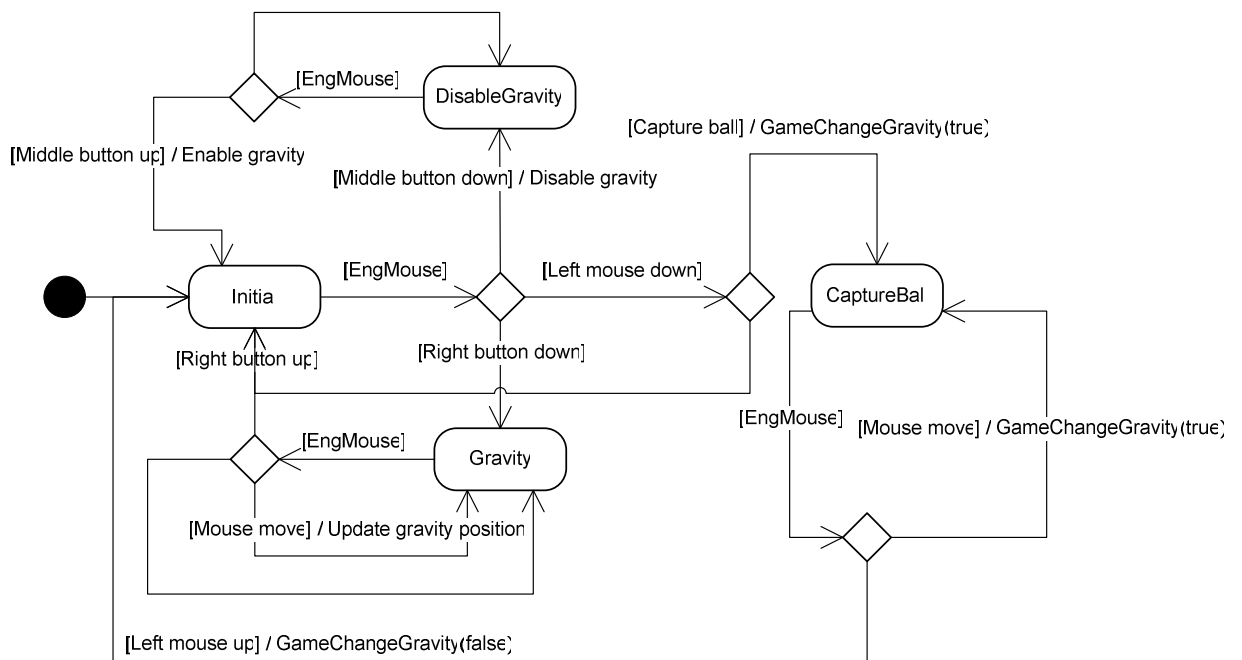 [EngMouse]
DisableGravity
[Capture ball] / GameChangeGravity(true)
[Middle button up] / Enable gravity
[Middle button down] / Disable gravity
[EngMouse]
[Left mouse down]
Initia
CaptureBal
[Right button up]
[Right button down]
[EngMouse]
[Mouse move] / GameChangeGravity(true)
[EngMouse]
Gravity
[Mouse move] / Update gravity position
[Left mouse up] / GameChangeGravity(false)